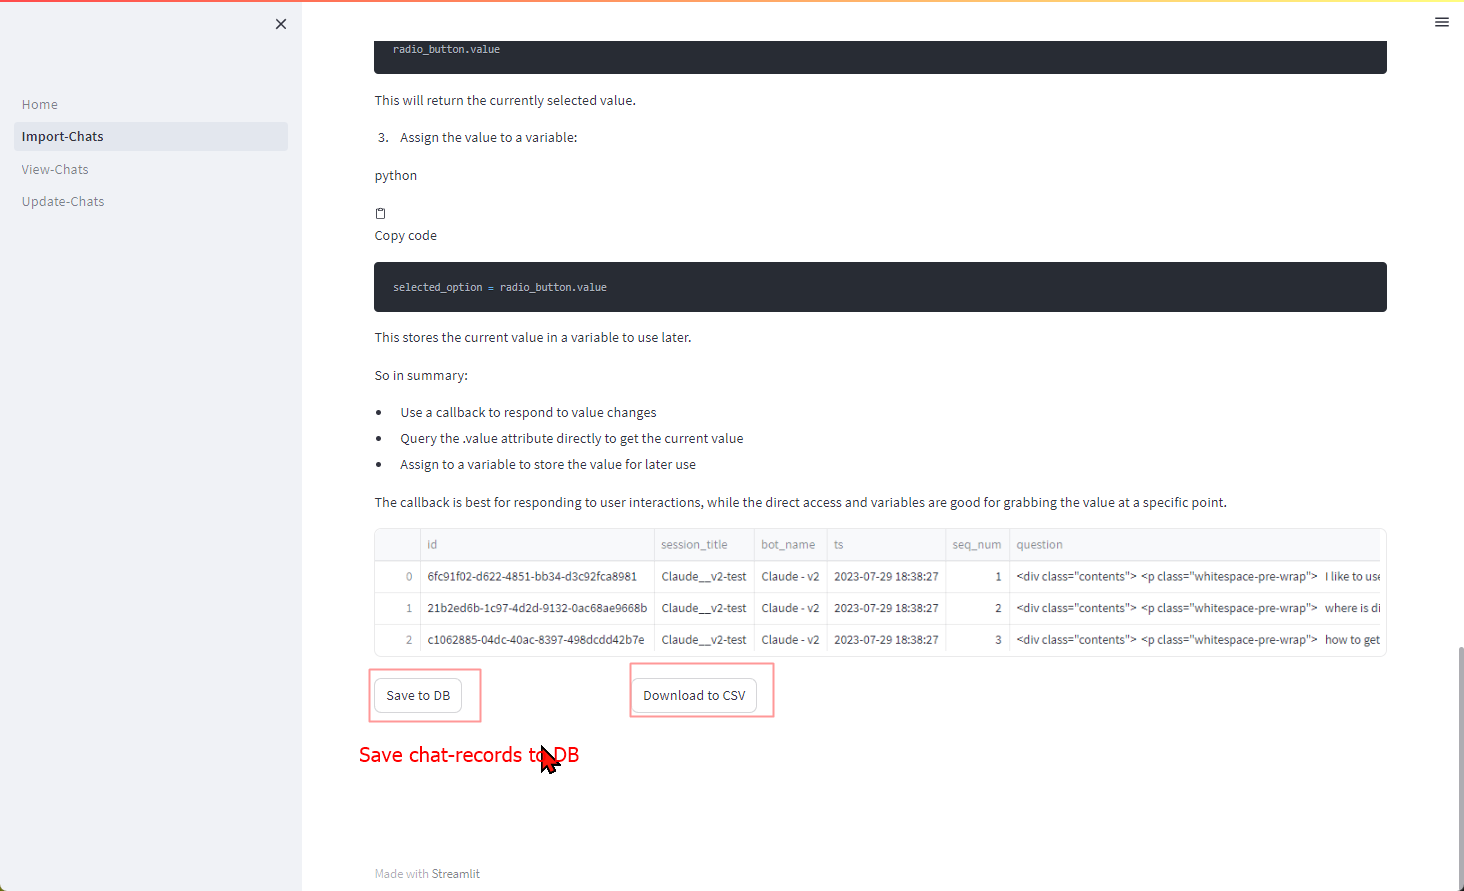 Home
Import-Chats
View-Chats
Update-Chats
radio_button.value
This will return the currently selected value.
3. Assign the value to a variable:
python
Copy code
selected_option = radio_button.value
This stores the current value in a variable to use later.
So in summary:
• Use a callback to respond to value changes
• Query the .value attribute directly to get the current value
• Assign to a variable to store the value for later use
The callback is best for responding to user interactions, while the direct access and variables are good for grabbing the value at a specific point.
id session_title bot_name ts seq_num question
0 6fc91f02-d622-4851-bb34-d3c92fca8981 Claude__v2-test Claude - v2 2023-07-29 18:38:27 1 <div class="contents"> <p class="whitespace-pre-wrap"> I like to use
1 21b2ed6b-1c97-4d2d-9132-0ac68ae9668b Claude__v2-test Claude - v2 2023-07-29 18:38:27 2 <div class="contents"> <p class="whitespace-pre-wrap"> where is di
2 c1062885-04dc-40ac-8397-498dcdd42b7e Claude__v2-test Claude - v2 2023-07-29 18:38:27 3 <div class="contents"> <p class="whitespace-pre-wrap"> how to get
Save to DB Download to CSV
Save chat-records to DB
Made with Streamlit